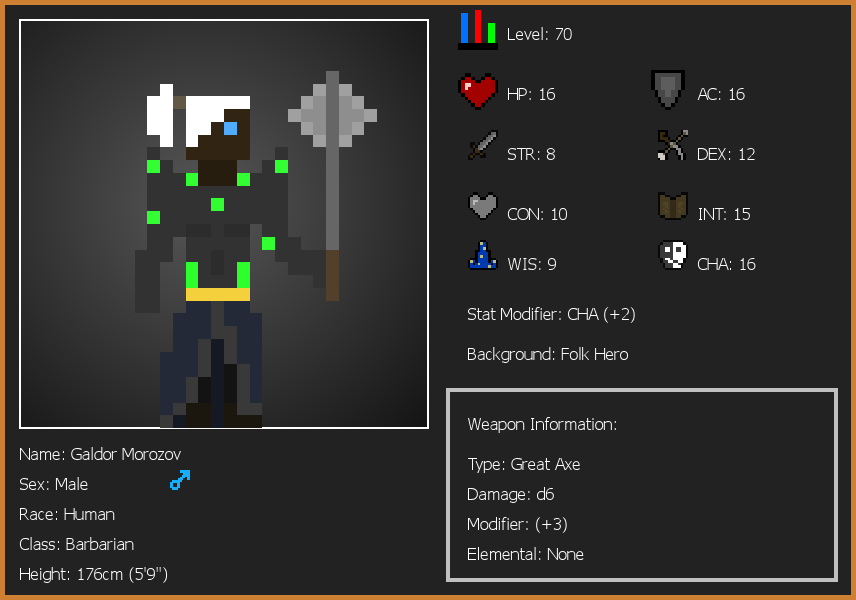 Level: 70
HP: 16
AC: 16
STR: 8
DEX: 12
CON: 10
INT: 15
WIS: 9
CHA: 16
Stat Modifier: CHA (+2)
Background: Folk Hero
Weapon Information:
Type: Great Axe
Damage: d6
Modifier: (+3)
Elemental: None
Name: Galdor Morozov
Sex: Male
Race: Human
Class: Barbarian
Height: 176cm (5'9")